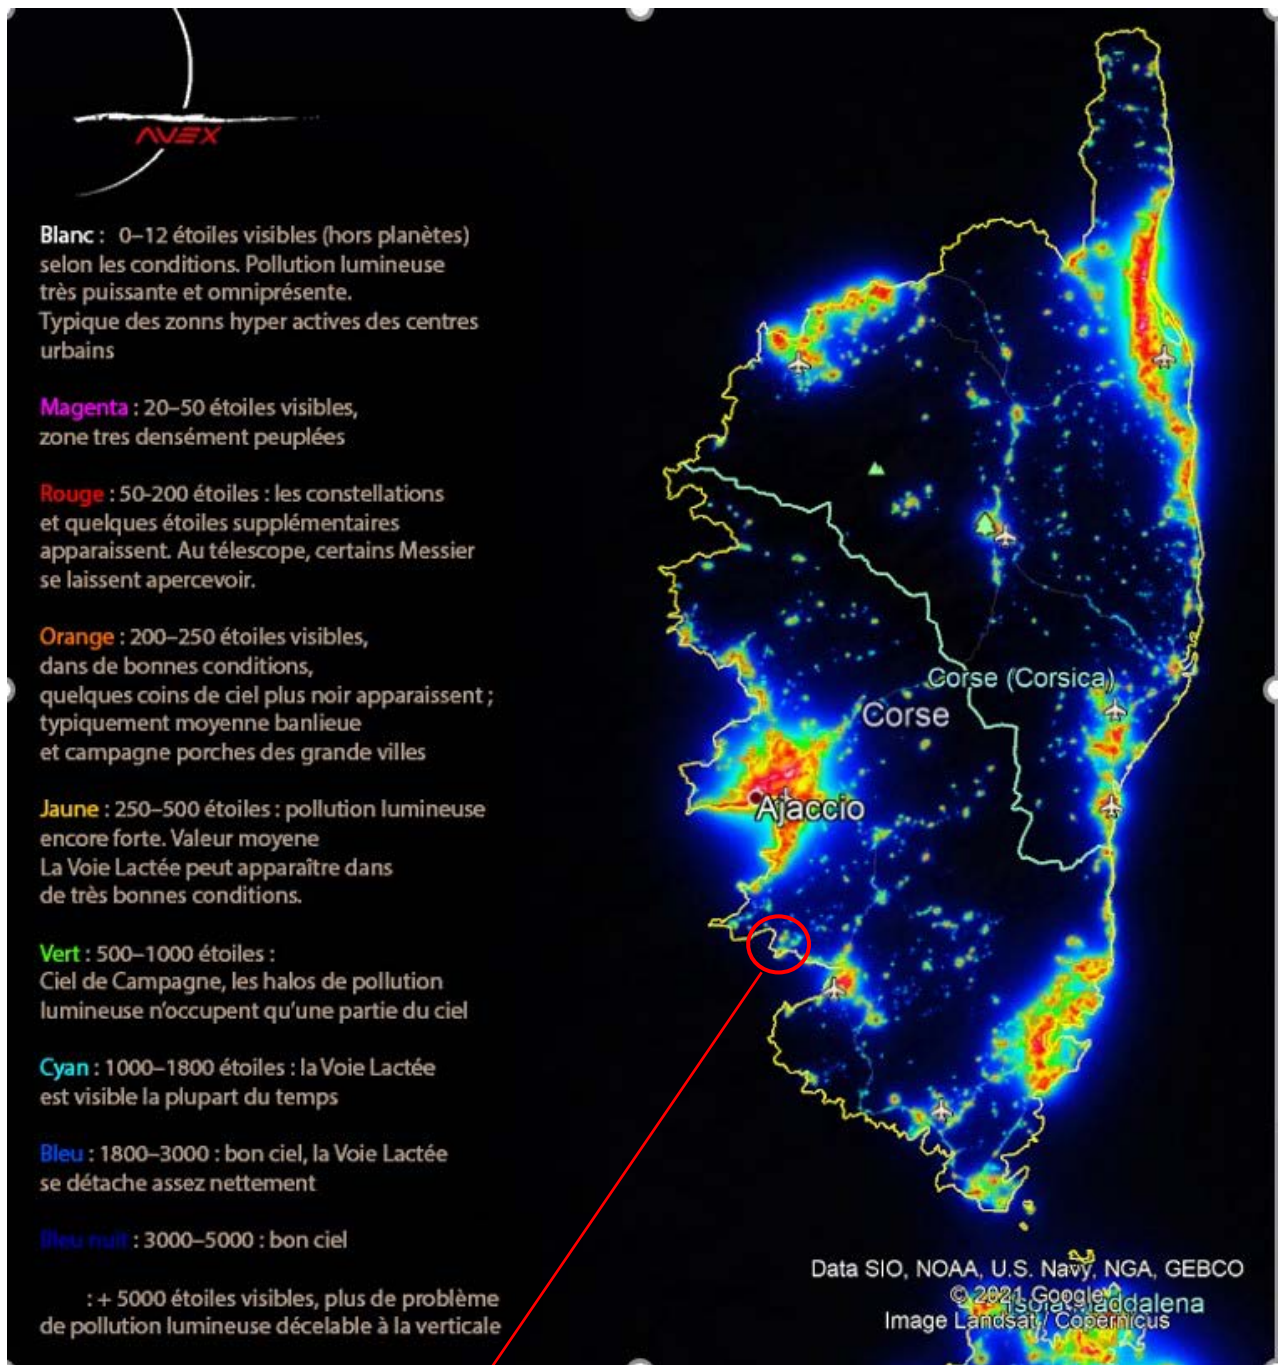 AVEX
Blanc : 0–12 étoiles visibles (hors planètes)
selon les conditions. Pollution lumineuse
très puissante et omniprésente.
Typique des zonns hyper actives des centres
urbains
Magenta : 20–50 étoiles visibles,
zone tres densément peuplées
Rouge : 50-200 étoiles : les constellations
et quelques étoiles supplémentaires
apparaissent. Au télescope, certains Messier
se laissent apercevoir.
Orange : 200–250 étoiles visibles,
dans de bonnes conditions,
quelques coins de ciel plus noir apparaissent ;
typiquement moyenne banlieue
et campagne porches des grande villes
Jaune : 250–500 étoiles : pollution lumineuse
encore forte. Valeur moyene
La Voie Lactée peut apparaître dans
de très bonnes conditions.
Vert : 500–1000 étoiles :
Ciel de Campagne, les halos de pollution
lumineuse n'occupent qu'une partie du ciel
Cyan : 1000–1800 étoiles : la Voie Lactée
est visible la plupart du temps
Bleu : 1800–3000 : bon ciel, la Voie Lactée
se détache assez nettement
Bleu nuit : 3000–5000 : bon ciel
: + 5000 étoiles visibles, plus de problème
de pollution lumineuse décelable à la verticale
Corse (Corsica)
Corse
Ajaccio
Data SIO, NOAA, U.S. Navy, NGA, GEBCO
© 2021 Google
Isola Maddalena
Image Landsat / Copernicus